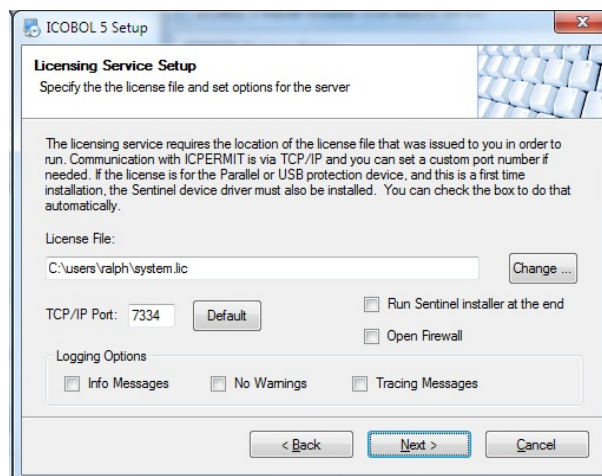 ICOBOL 5 Setup
Licensing Service Setup
Specify the the license file and set options for the server
The licensing service requires the location of the license file that was issued to you in order to
run. Communication with ICPERMIT is via TCP/IP and you can set a custom port number if
needed. If the license is for the Parallel or USB protection device, and this is a first time
installation, the Sentinel device driver must also be installed. You can check the box to do that
automatically.
License File:
C:\users\ralph\system.lic
Change ...
TCP/IP Port:
7334
Default
Run Sentinel installer at the end
Open Firewall
Logging Options
Info Messages
No Warnings
Tracing Messages
< Back
Next >
Cancel